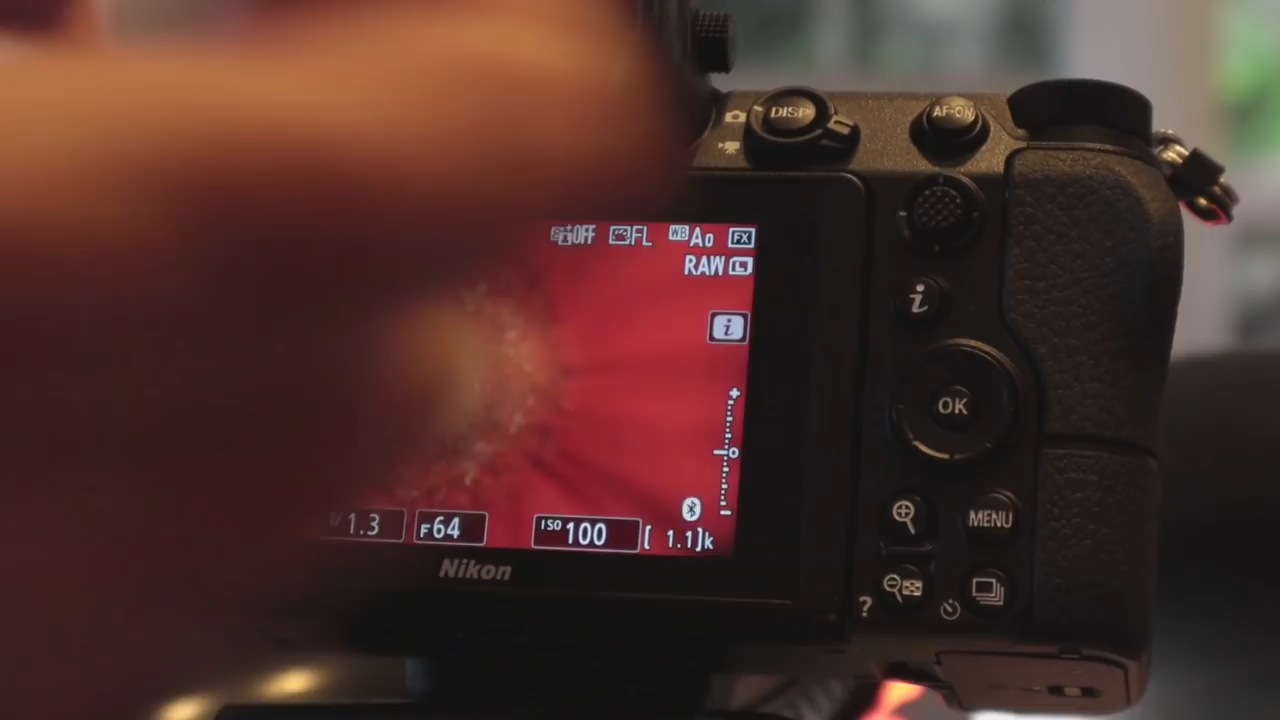 DISP
AF-ON
OFF FL WB A0 FX
RAW L
i
i
OK
1.3 F64 ISO 100 [ 1.1]k
MENU
Nikon
?